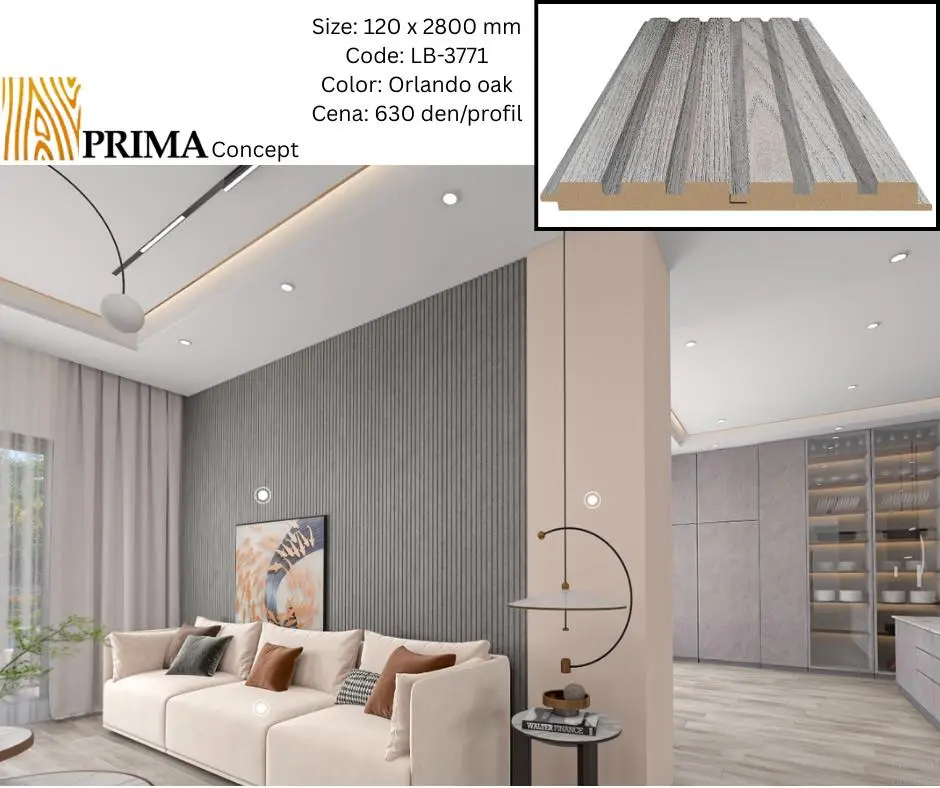 Size: 120 x 2800 mm
Code: LB-3771
Color: Orlando oak
Cena: 630 den/profil
PRIMA Concept
WALTER FINANCE